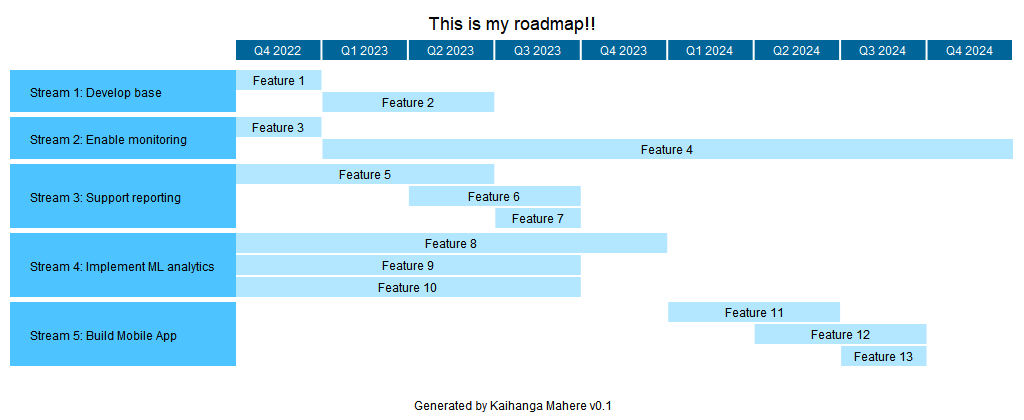 This is my roadmap!!
Q4 2022 Q1 2023 Q2 2023 Q3 2023 Q4 2023 Q1 2024 Q2 2024 Q3 2024 Q4 2024
Stream 1: Develop base
Feature 1
Feature 2
Stream 2: Enable monitoring
Feature 3
Feature 4
Stream 3: Support reporting
Feature 5
Feature 6
Feature 7
Stream 4: Implement ML analytics
Feature 8
Feature 9
Feature 10
Stream 5: Build Mobile App
Feature 11
Feature 12
Feature 13
Generated by Kaihanga Mahere v0.1